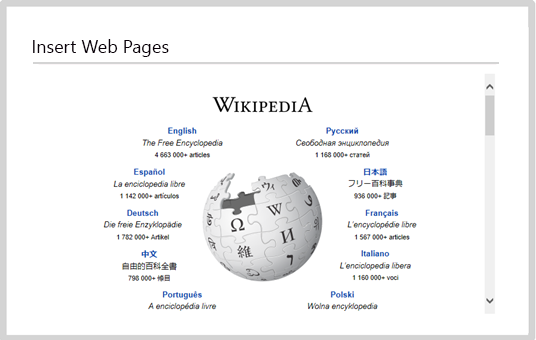 Insert Web Pages
WIKIPEDIA
English
The Free Encyclopedia
4 663 000+ articles
Русский
Свободная энциклопедия
1 168 000+ статей
Español
La enciclopedia libre
1 142 000+ artículos
日本語
フリー百科事典
936 000+ 記事
Deutsch
Die freie Enzyklopädie
1 782 000+ Artikel
Français
L'encyclopédie libre
1 567 000+ articles
中文
自由的百科全書
798 000+ 條目
Italiano
L'enciclopedia libera
1 160 000+ voci
Português
A enciclopédia livre
Polski
Wolna encyklopedia
Ω
W
И
維